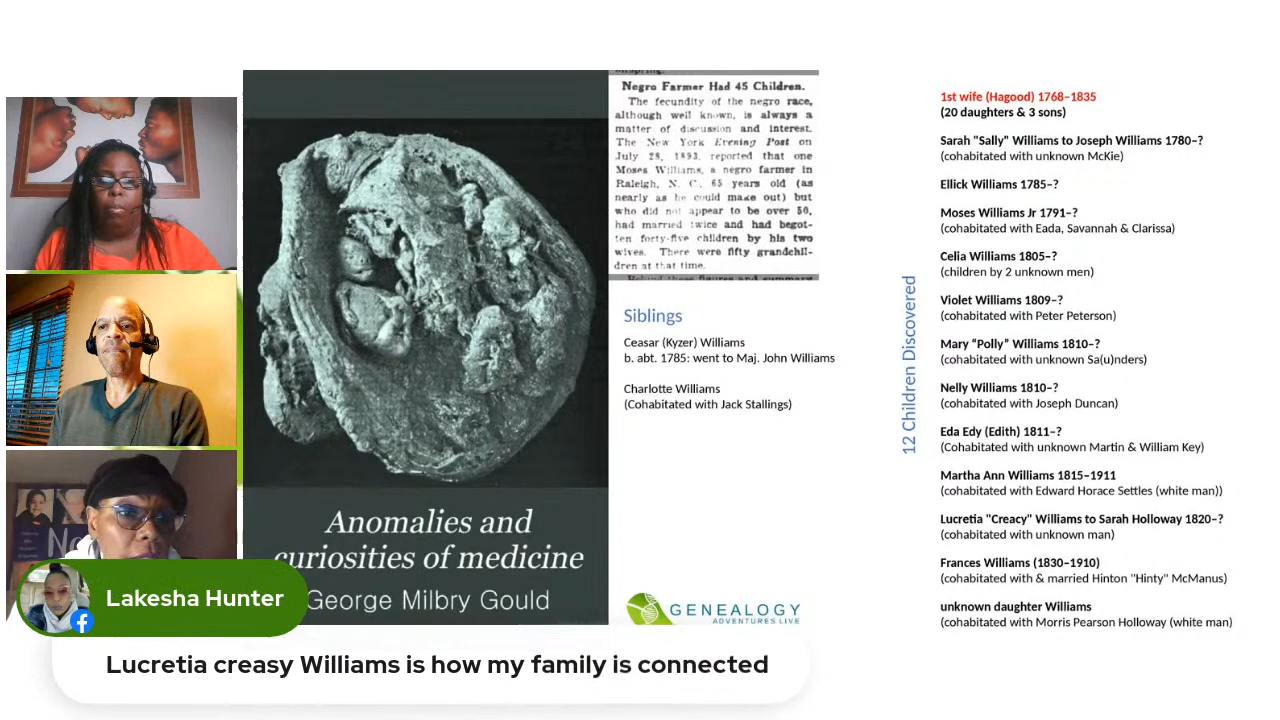 offspring.
Negro Farmer Had 45 Children.
The fecundity of the negro race,
although well known, is always a
matter of discussion and interest.
The New York Evening Post on
July 28, 1893, reported that one
Moses Williams, a negro farmer in
Raleigh, N. C., 65 years old (as
nearly as he could make out) but
who did not appear to be over 50,
had married twice and had begot-
ten forty-five children by his two
wives. There were fifty grandchil-
dren at that time.
Siblings
Ceasar (Kyzer) Williams
b. abt. 1785: went to Maj. John Williams
Charlotte Williams
(Cohabitated with Jack Stallings)
Anomalies and
curiosities of medicine
George Milbry Gould
GENEALOGY
ADVENTURES LIVE
12 Children Discovered
1st wife (Hagood) 1768–1835
(20 daughters & 3 sons)
Sarah "Sally" Williams to Joseph Williams 1780–?
(cohabitated with unknown McKie)
Ellick Williams 1785–?
Moses Williams Jr 1791–?
(cohabitated with Eada, Savannah & Clarissa)
Celia Williams 1805–?
(children by 2 unknown men)
Violet Williams 1809–?
(cohabitated with Peter Peterson)
Mary “Polly” Williams 1810–?
(cohabitated with unknown Sa(u)nders)
Nelly Williams 1810–?
(cohabitated with Joseph Duncan)
Eda Edy (Edith) 1811–?
(Cohabitated with unknown Martin & William Key)
Martha Ann Williams 1815–1911
(cohabitated with Edward Horace Settles (white man))
Lucretia "Creacy" Williams to Sarah Holloway 1820–?
(cohabitated with unknown man)
Frances Williams (1830–1910)
(cohabitated with & married Hinton "Hinty" McManus)
unknown daughter Williams
(cohabitated with Morris Pearson Holloway (white man)
Lakesha Hunter
Lucretia creasy Williams is how my family is connected